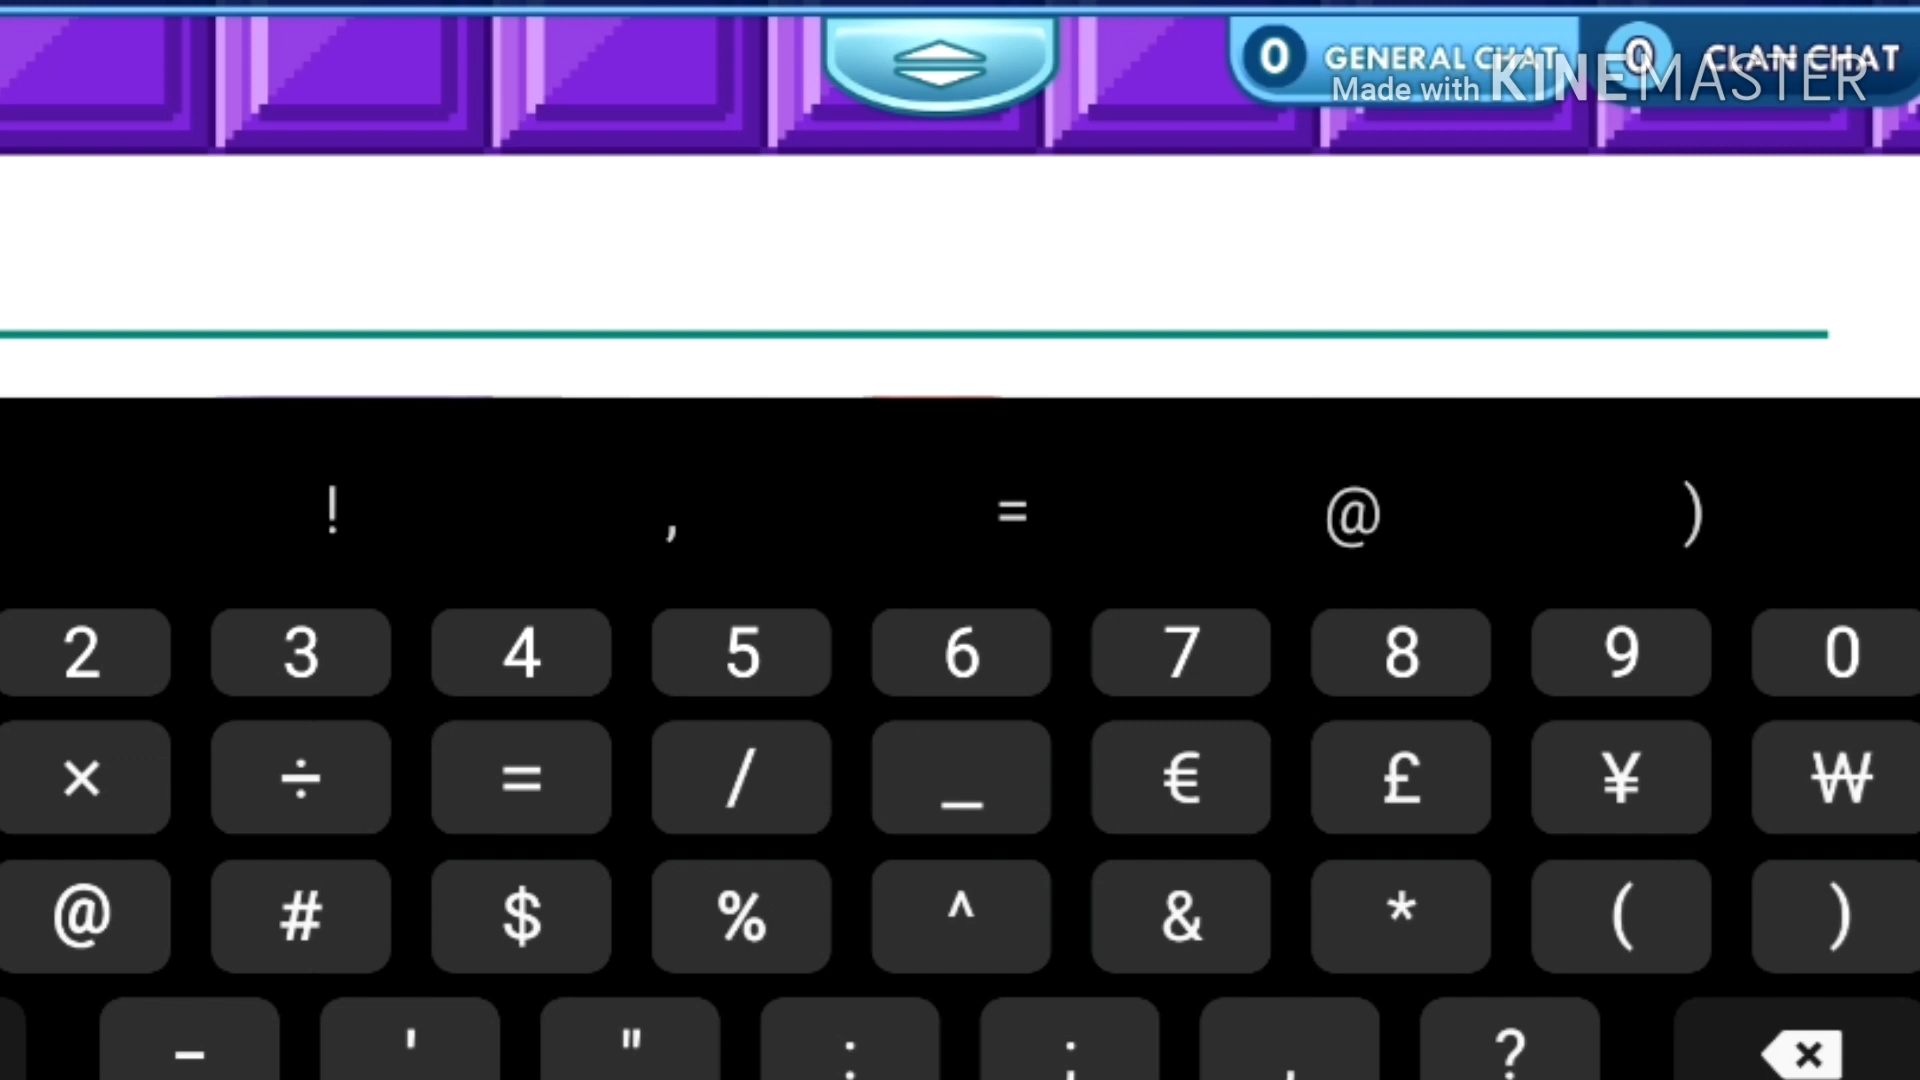 0 GENERAL CHAT 0 CLAN CHAT
Made with KINEMASTER
! , = @ )
2 3 4 5 6 7 8 9 0
× ÷ = / _ € £ ¥ ₩
@ # $ % ^ & * ( )
- ' " : ; , ?